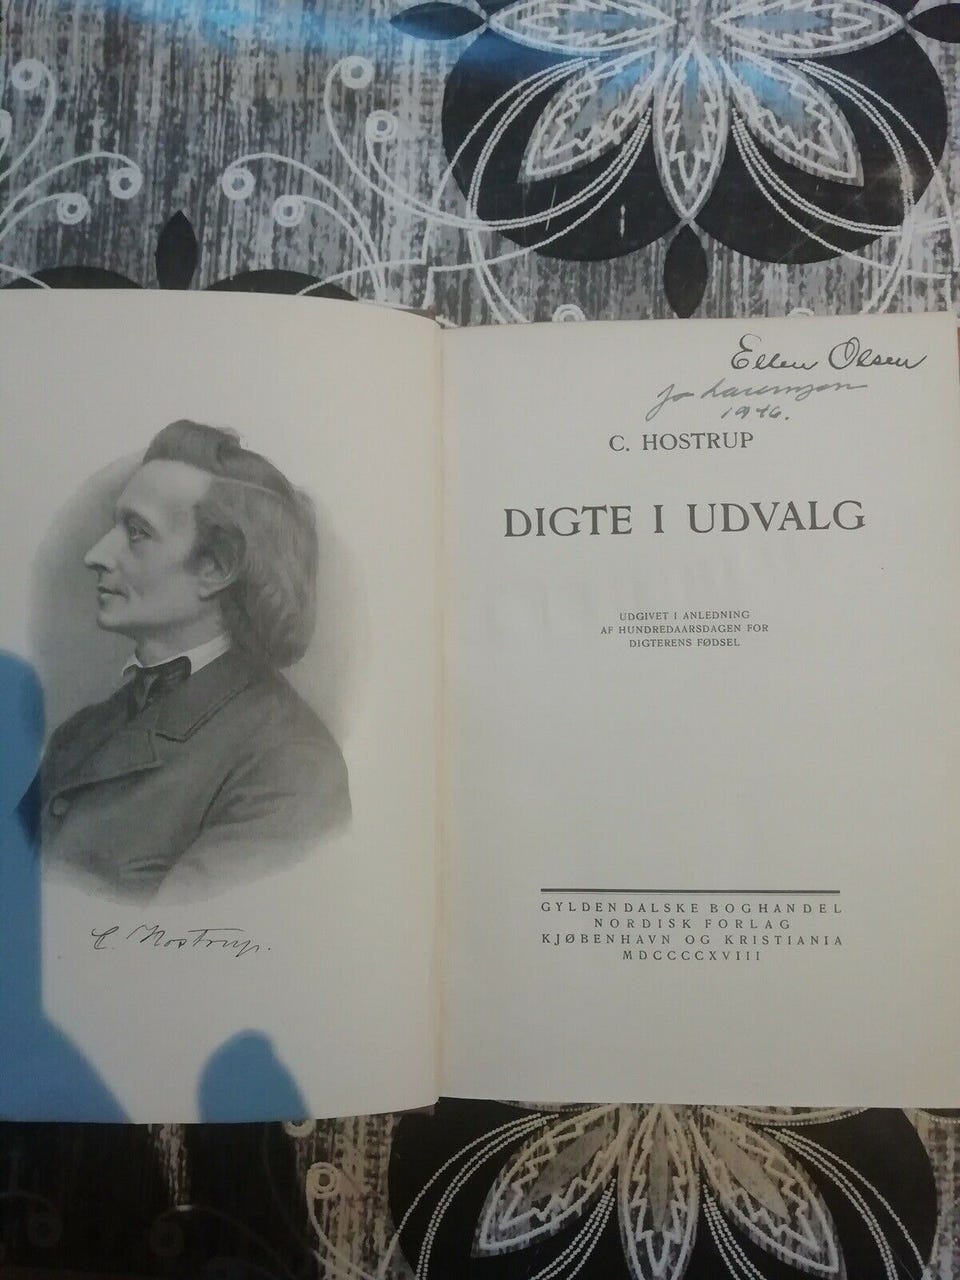 C. Hostrup.
Ellen Olsen
1946.
C. HOSTRUP
DIGTE I UDVALG
UDGIVET I ANLEDNING
AF HUNDREDAARSDAGEN FOR
DIGTERENS FØDSEL
GYLDENDALSKE BOGHANDEL
NORDISK FORLAG
KJØBENHAVN OG KRISTIANIA
MDCCCCXVIII